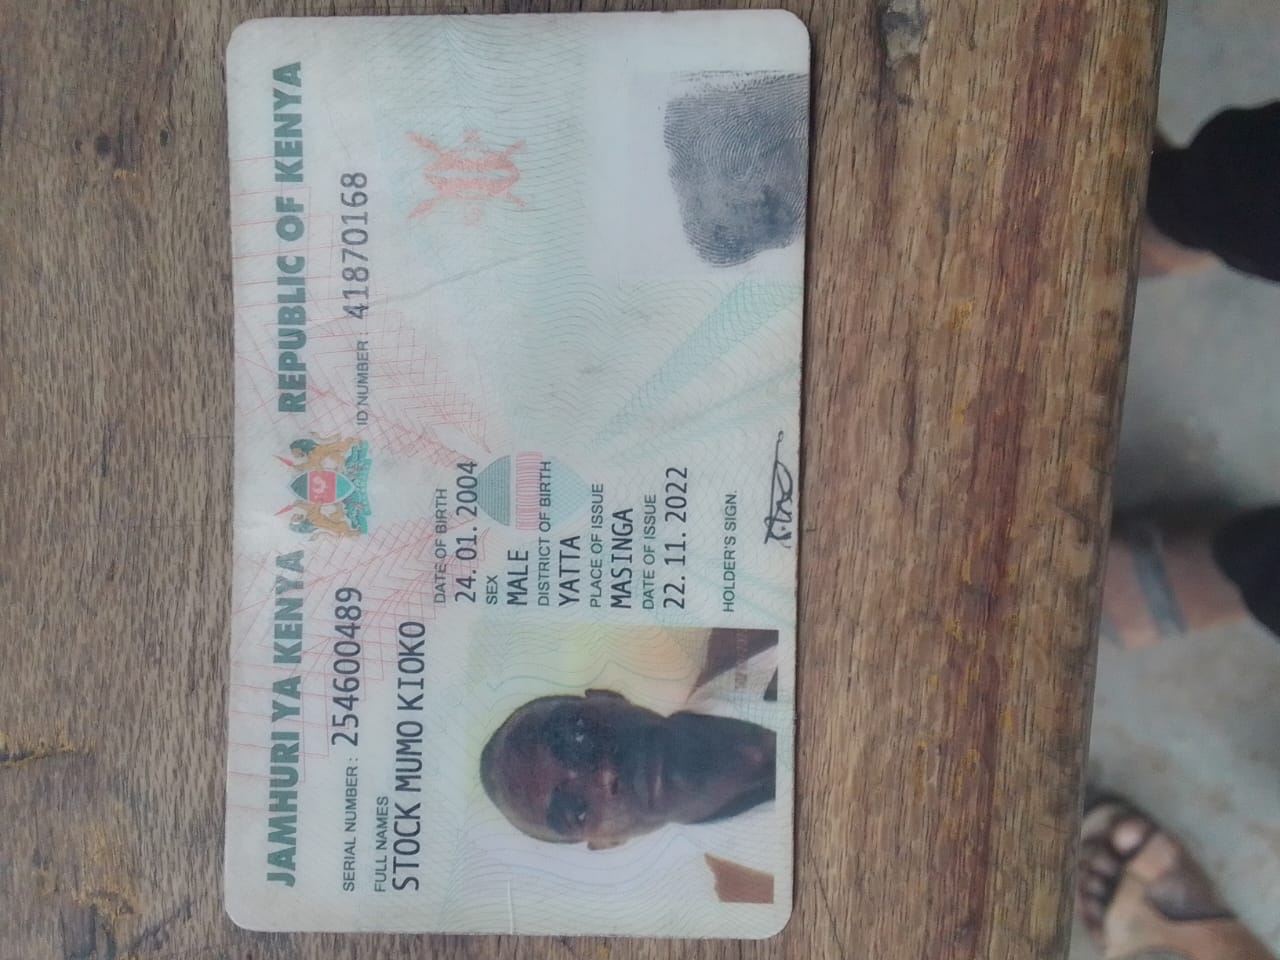 JAMHURI YA KENYA REPUBLIC OF KENYA
SERIAL NUMBER: 254600489 ID NUMBER: 41870168
FULL NAMES
STOCK MUMO KIOKO
DATE OF BIRTH
24. 01. 2004
SEX
MALE
DISTRICT OF BIRTH
YATTA
PLACE OF ISSUE
MASINGA
DATE OF ISSUE
22. 11. 2022
HOLDER'S SIGN.